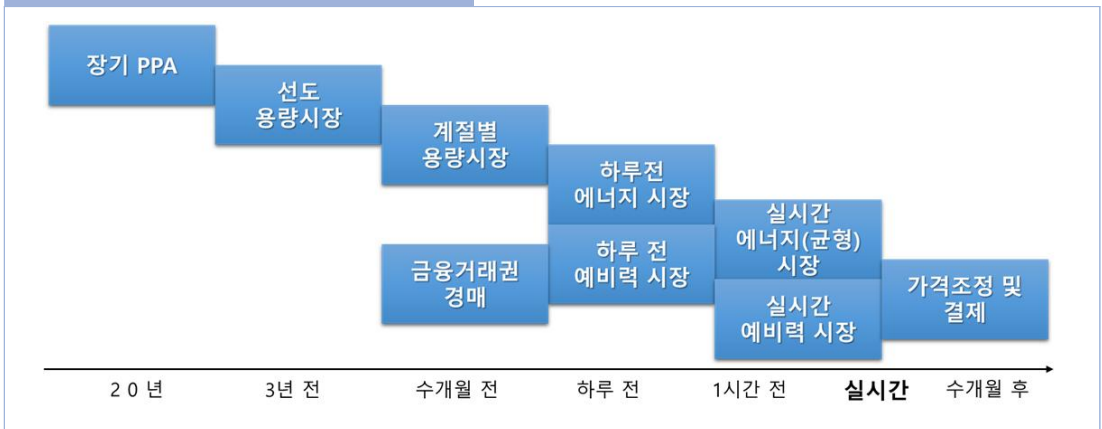 장기 PPA
선도
용량시장
계절별
용량시장
하루전
에너지 시장
실시간
에너지(균형)
시장
금융거래권
경매
하루 전
예비력 시장
실시간
예비력 시장
가격조정 및
결제
2 0 년
3년 전
수개월 전
하루 전
1시간 전
실시간
수개월 후